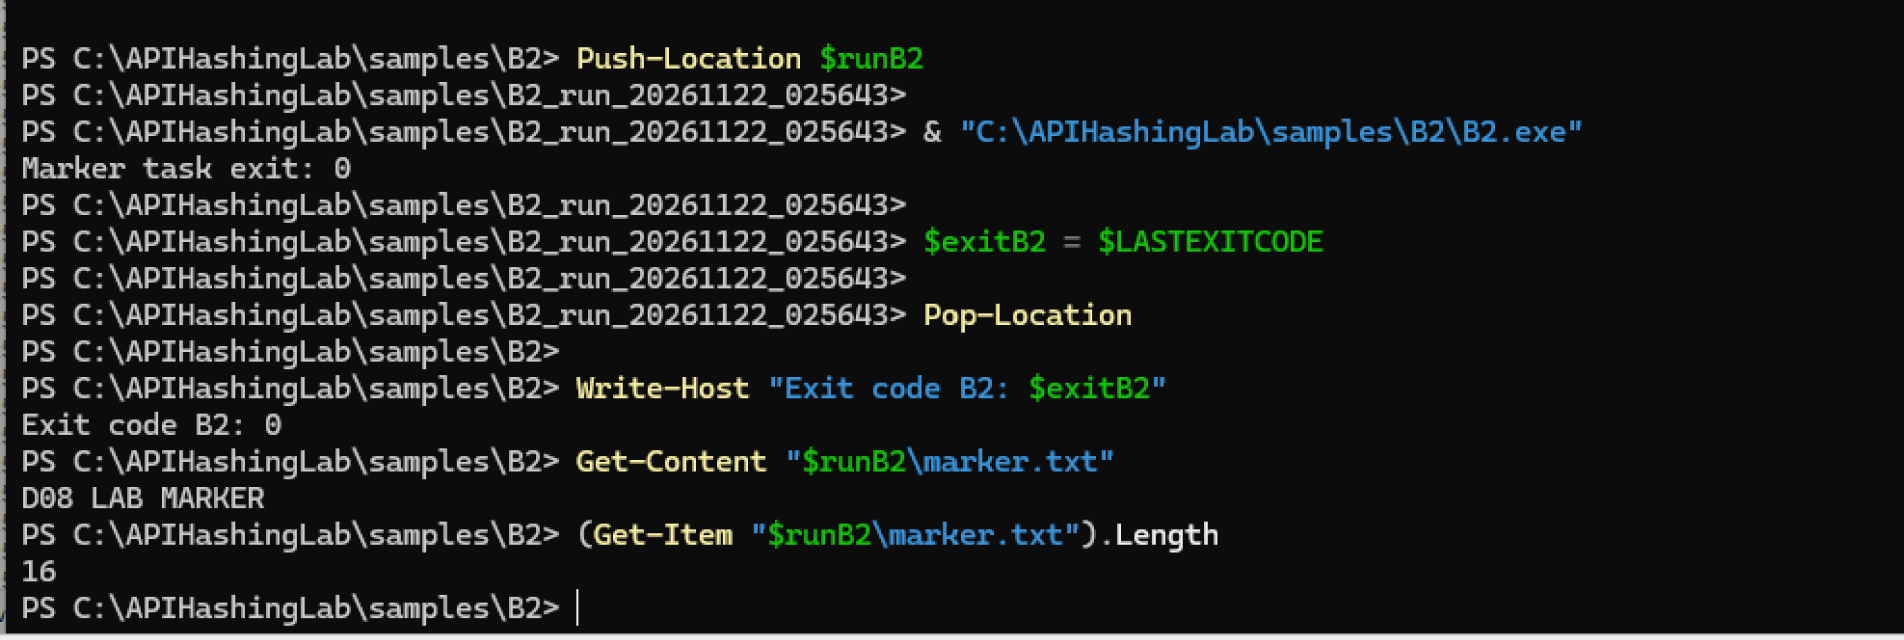 PS C:\APIHashingLab\samples\B2> Push-Location $runB2
PS C:\APIHashingLab\samples\B2_run_20261122_025643>
PS C:\APIHashingLab\samples\B2_run_20261122_025643> & "C:\APIHashingLab\samples\B2\B2.exe"
Marker task exit: 0
PS C:\APIHashingLab\samples\B2_run_20261122_025643>
PS C:\APIHashingLab\samples\B2_run_20261122_025643> $exitB2 = $LASTEXITCODE
PS C:\APIHashingLab\samples\B2_run_20261122_025643>
PS C:\APIHashingLab\samples\B2_run_20261122_025643> Pop-Location
PS C:\APIHashingLab\samples\B2>
PS C:\APIHashingLab\samples\B2> Write-Host "Exit code B2: $exitB2"
Exit code B2: 0
PS C:\APIHashingLab\samples\B2> Get-Content "$runB2\marker.txt"
D08 LAB MARKER
PS C:\APIHashingLab\samples\B2> (Get-Item "$runB2\marker.txt").Length
16
PS C:\APIHashingLab\samples\B2>